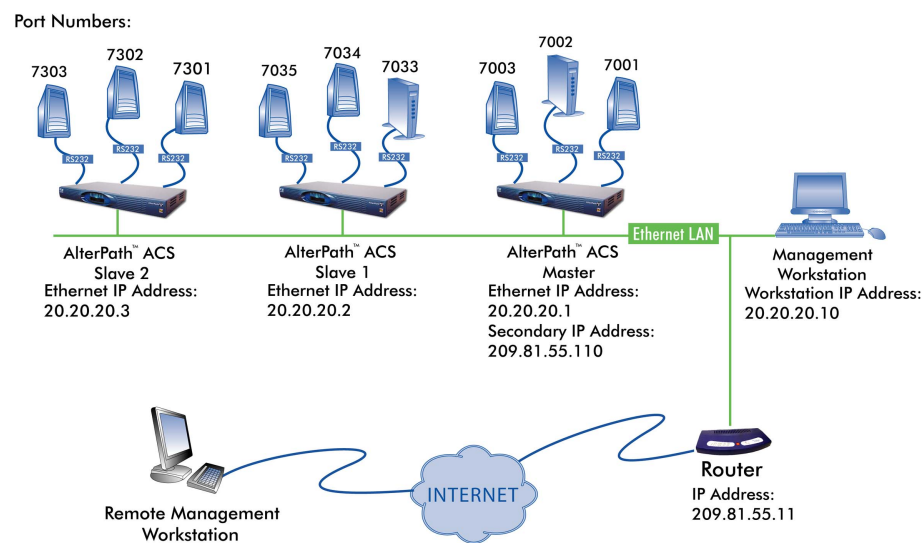 Port Numbers:
7303
7302
7301
7035
7034
7033
7003
7002
7001
RS232
RS232
RS232
RS232
RS232
RS232
RS232
RS232
RS232
Ethernet LAN
AlterPath™ ACS
Slave 2
Ethernet IP Address:
20.20.20.3
AlterPath™ ACS
Slave 1
Ethernet IP Address:
20.20.20.2
AlterPath™ ACS
Master
Ethernet IP Address:
20.20.20.1
Secondary IP Address:
209.81.55.110
Management
Workstation
Workstation IP Address:
20.20.20.10
Remote Management
Workstation
INTERNET
Router
IP Address:
209.81.55.11